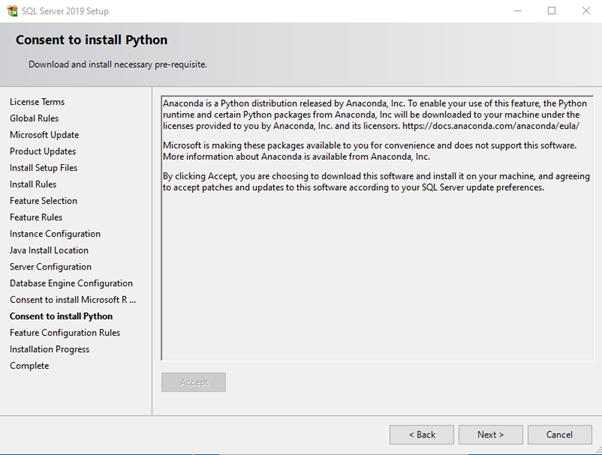 SQL Server 2019 Setup
Consent to install Python
Download and install necessary pre-requisite.
License Terms
Global Rules
Microsoft Update
Product Updates
Install Setup Files
Install Rules
Feature Selection
Feature Rules
Instance Configuration
Java Install Location
Server Configuration
Database Engine Configuration
Consent to install Microsoft R ...
Consent to install Python
Feature Configuration Rules
Installation Progress
Complete
Anaconda is a Python distribution released by Anaconda, Inc. To enable your use of this feature, the Python
runtime and certain Python packages from Anaconda, Inc will be downloaded to your machine under the
licenses provided to you by Anaconda, Inc. and its licensors. https://docs.anaconda.com/anaconda/eula/
Microsoft is making these packages available to you for convenience and does not support this software.
More information about Anaconda is available from Anaconda, Inc.
By clicking Accept, you are choosing to download this software and install it on your machine, and agreeing
to accept patches and updates to this software according to your SQL Server update preferences.
Accept
< Back
Next >
Cancel